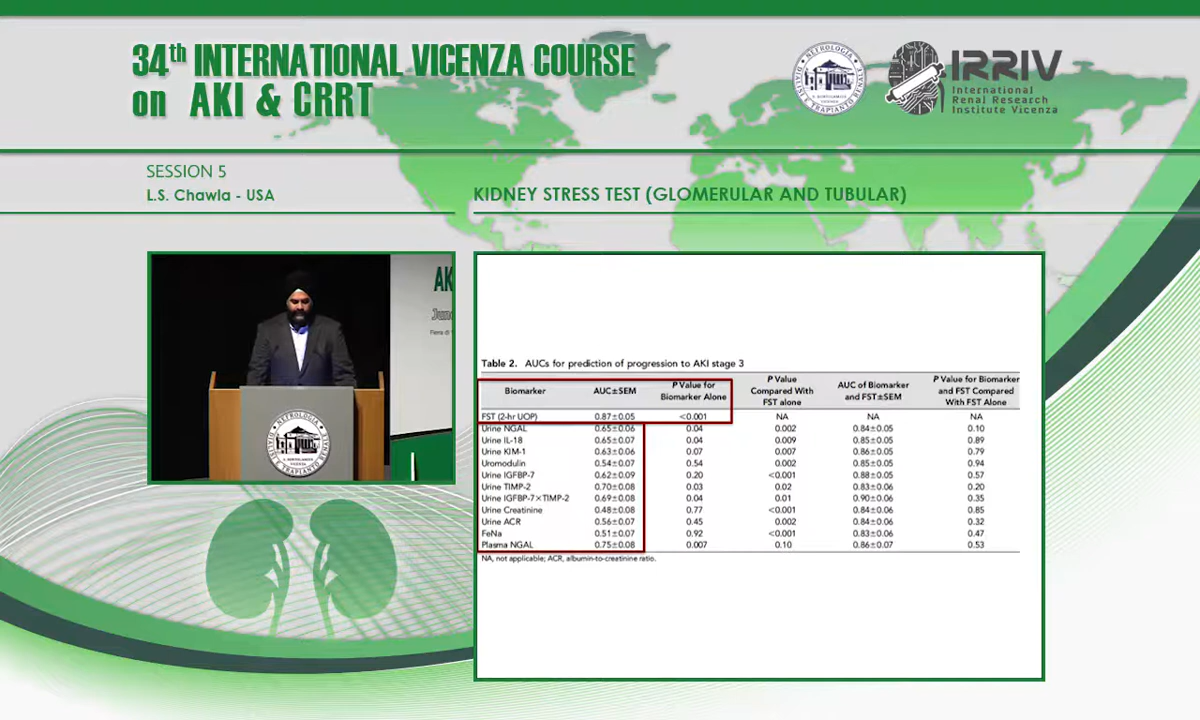 34th INTERNATIONAL VICENZA COURSE
on AKI & CRRT
NEFROLOGIA
DIALISI E TRAPIANTO RENALE
S. BORTOLO HOSPITAL
VICENZA
IRRIV
International
Renal Research
Institute Vicenza
SESSION 5
L.S. Chawla - USA
KIDNEY STRESS TEST (GLOMERULAR AND TUBULAR)
AK
June
NEFROLOGIA
DIALISI E TRAPIANTO RENALE
Table 2. AUCs for prediction of progression to AKI stage 3
Biomarker AUC±SEM P Value for Biomarker Alone P Value Compared With FST alone AUC of Biomarker and FST±SEM P Value for Biomarker and FST Compared With FST Alone
FST (2-hr UOP) 0.87±0.05 <0.001 NA NA NA
Urine NGAL 0.65±0.06 0.04 0.002 0.84±0.05 0.10
Urine IL-18 0.65±0.07 0.04 0.009 0.85±0.05 0.89
Urine KIM-1 0.63±0.06 0.07 0.007 0.86±0.05 0.79
Uromodulin 0.54±0.07 0.54 0.002 0.85±0.05 0.94
Urine IGFBP-7 0.62±0.09 0.20 <0.001 0.88±0.05 0.57
Urine TIMP-2 0.70±0.08 0.03 0.02 0.83±0.06 0.20
Urine IGFBP-7×TIMP-2 0.69±0.08 0.04 0.01 0.90±0.06 0.35
Urine Creatinine 0.48±0.08 0.77 <0.001 0.84±0.06 0.85
Urine ACR 0.56±0.07 0.45 0.002 0.84±0.06 0.32
FeNa 0.51±0.07 0.92 <0.001 0.83±0.06 0.47
Plasma NGAL 0.75±0.08 0.007 0.10 0.86±0.07 0.53
NA, not applicable; ACR, albumin-to-creatinine ratio.